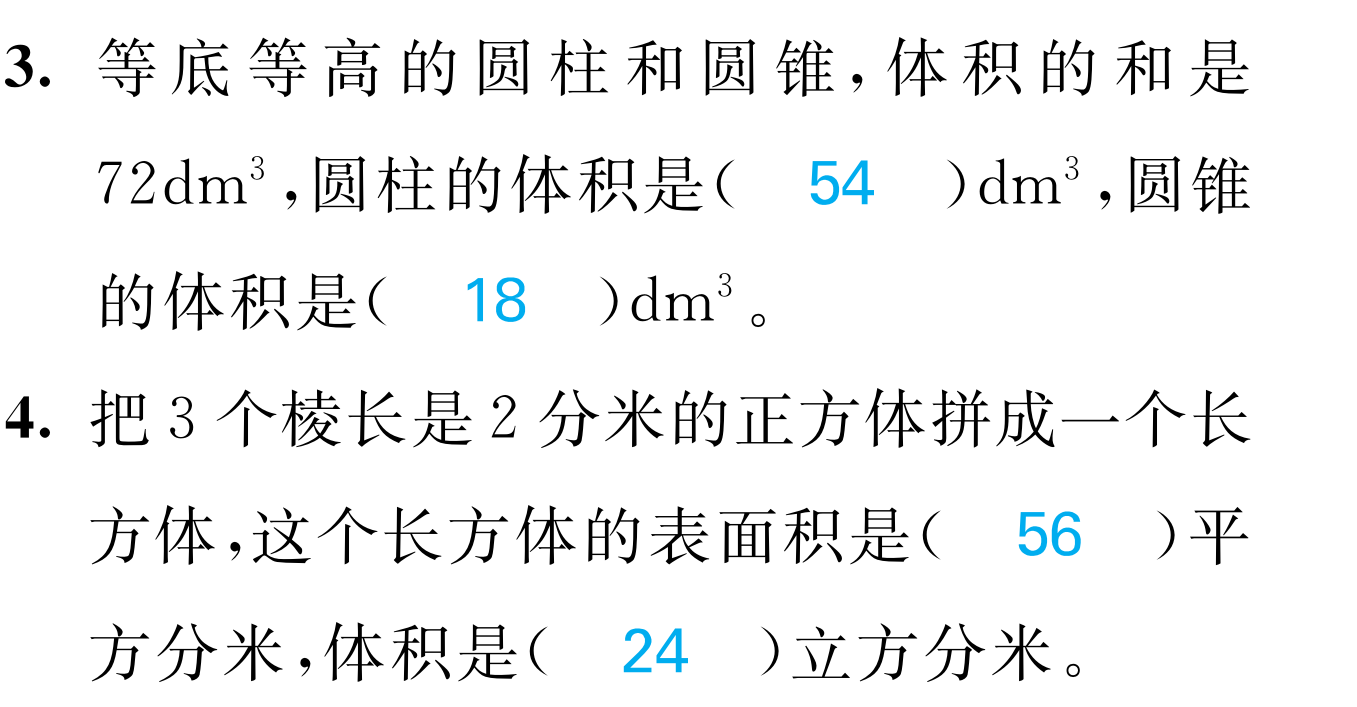 3. 等底等高的圆柱和圆锥,体积的和是
72dm³,圆柱的体积是( 54 )dm³,圆锥
的体积是( 18 )dm³。
4. 把3个棱长是2分米的正方体拼成一个长
方体,这个长方体的表面积是( 56 )平
方分米,体积是( 24 )立方分米。